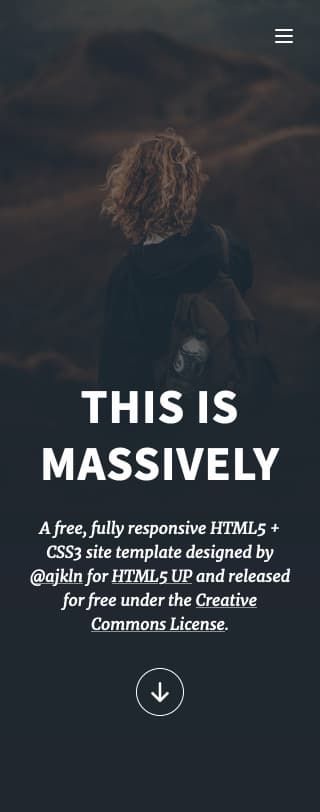 THIS IS
MASSIVELY
A free, fully responsive HTML5 +
CSS3 site template designed by
@ajkln for HTML5 UP and released
for free under the Creative
Commons License.